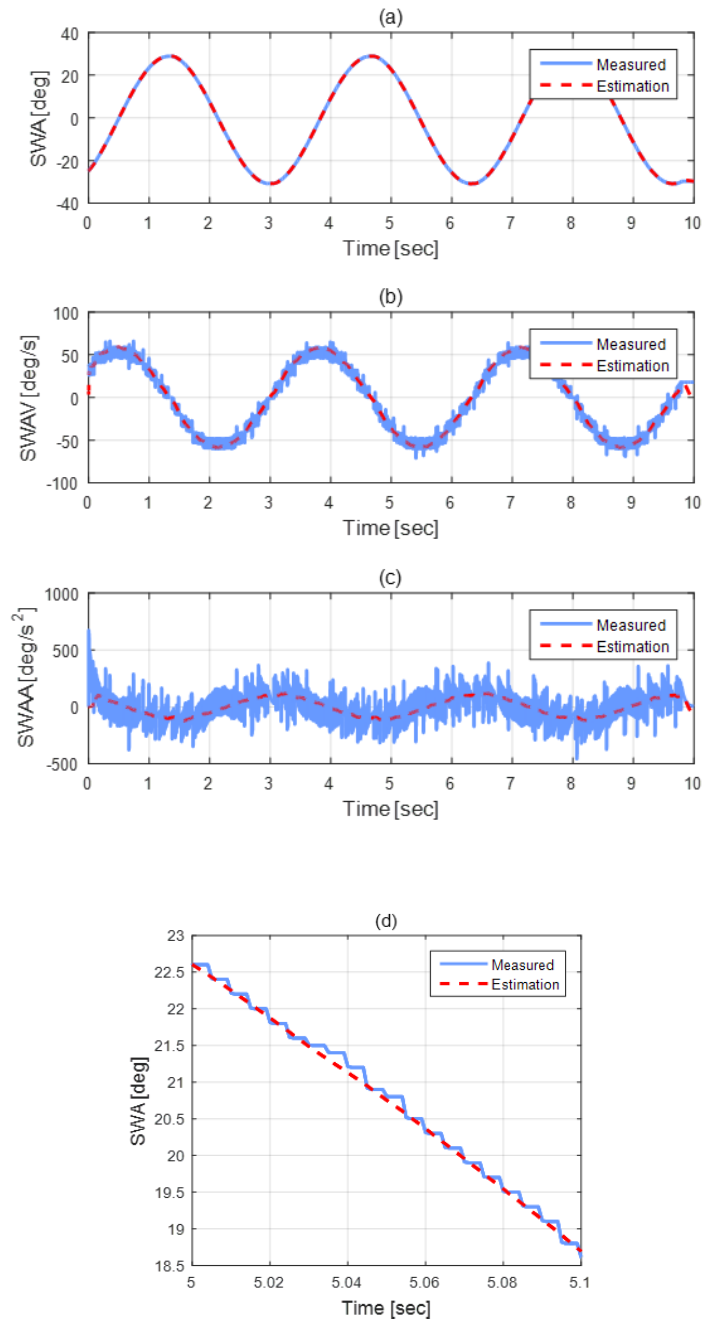 (a)
40
20
0
-20
-40
SWA[deg]
Measured
Estimation
0 1 2 3 4 5 6 7 8 9 10
Time [sec]
(b)
100
50
0
-50
-100
SWAV [deg/s]
Measured
Estimation
0 1 2 3 4 5 6 7 8 9 10
Time [sec]
(c)
1000
500
0
-500
SWAA[deg/s²]
Measured
Estimation
0 1 2 3 4 5 6 7 8 9 10
Time [sec]
(d)
23
22.5
22
21.5
21
20.5
20
19.5
19
18.5
SWA [deg]
Measured
Estimation
5 5.02 5.04 5.06 5.08 5.1
Time [sec]